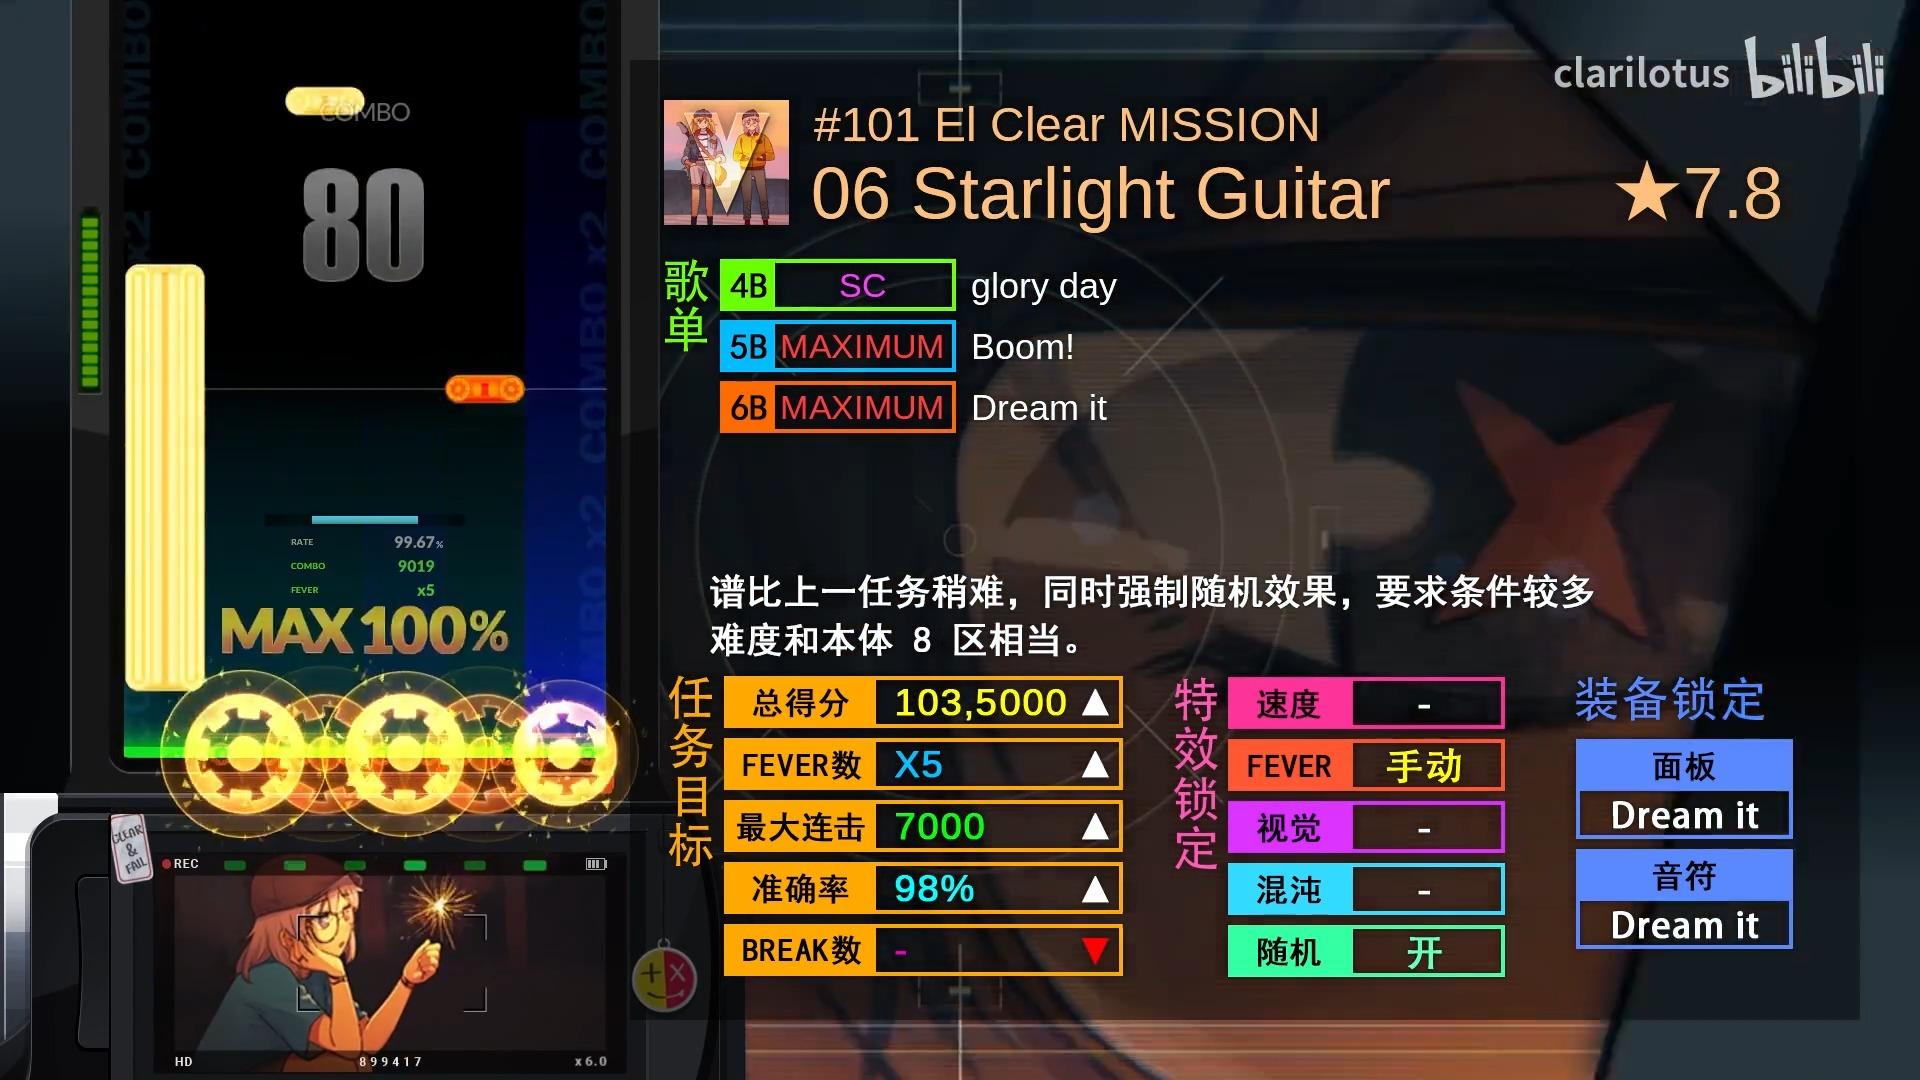 clarilotus bilibili
#101 El Clear MISSION
06 Starlight Guitar
★7.8
歌单
4B SC glory day
5B MAXIMUM Boom!
6B MAXIMUM Dream it
谱比上一任务稍难，同时强制随机效果，要求条件较多
难度和本体 8 区相当。
任务目标
总得分 103,5000 ▲
FEVER数 X5 ▲
最大连击 7000 ▲
准确率 98% ▲
BREAK数 - ▼
特效锁定
速度 -
FEVER 手动
视觉 -
混沌 -
随机 开
装备锁定
面板
Dream it
音符
Dream it
COMBO
80
COMBO x2 COMBO
RATE 99.67%
COMBO 9019
FEVER x5
MAX 100%
CLEAR
&
FAIL
REC
HD 899417 x6.0